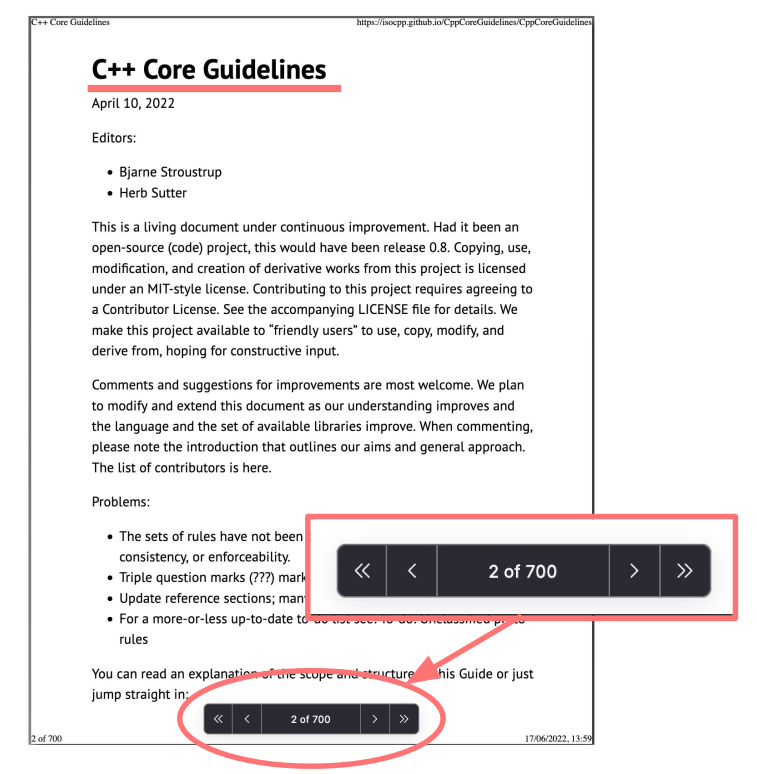 C++ Core Guidelines https://isocpp.github.io/CppCoreGuidelines/CppCoreGuidelines
C++ Core Guidelines
April 10, 2022
Editors:
• Bjarne Stroustrup
• Herb Sutter
This is a living document under continuous improvement. Had it been an
open-source (code) project, this would have been release 0.8. Copying, use,
modification, and creation of derivative works from this project is licensed
under an MIT-style license. Contributing to this project requires agreeing to
a Contributor License. See the accompanying LICENSE file for details. We
make this project available to “friendly users” to use, copy, modify, and
derive from, hoping for constructive input.
Comments and suggestions for improvements are most welcome. We plan
to modify and extend this document as our understanding improves and
the language and the set of available libraries improve. When commenting,
please note the introduction that outlines our aims and general approach.
The list of contributors is here.
Problems:
• The sets of rules have not been
consistency, or enforceability.
• Triple question marks (???) mark
• Update reference sections;
• For a more-or-less up-to-date
rules
« < 2 of 700 > »
You can read an explanation of the scope and structure this Guide or just
jump straight in:
« < 2 of 700 > »
2 of 700 17/06/2022, 13:59